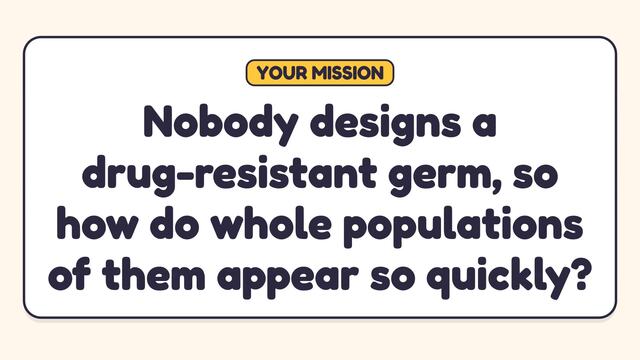 YOUR MISSION
Nobody designs a
drug-resistant germ, so
how do whole populations
of them appear so quickly?